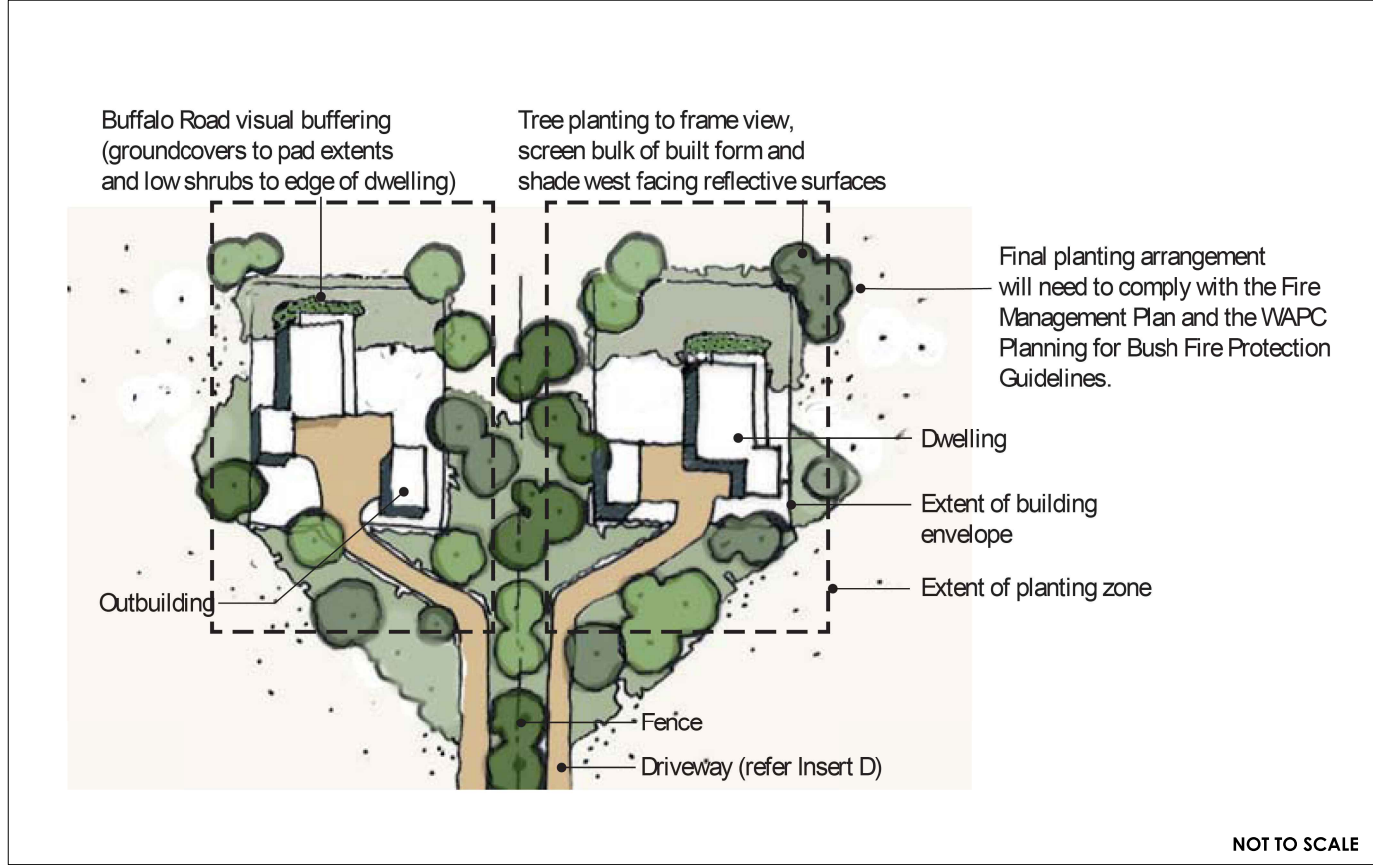 Buffalo Road visual buffering
(groundcovers to pad extents
and low shrubs to edge of dwelling)
Tree planting to frame view,
screen bulk of built form and
shade west facing reflective surfaces
Final planting arrangement
will need to comply with the Fire
Management Plan and the WAPC
Planning for Bush Fire Protection
Guidelines.
Dwelling
Extent of building
envelope
Extent of planting zone
Outbuilding
Fence
Driveway (refer Insert D)
NOT TO SCALE